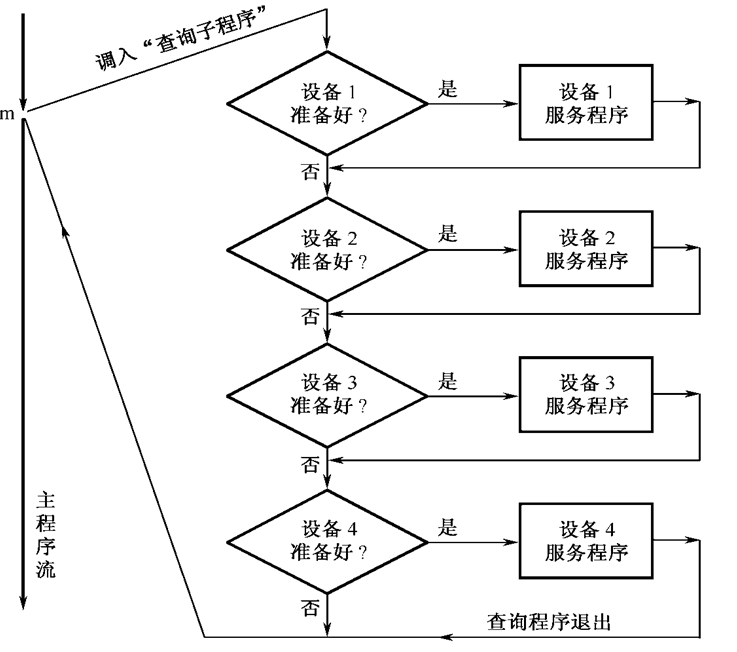 调入“查询子程序”
m
设备 1
准备好?
是
设备 1
服务程序
否
设备 2
准备好?
是
设备 2
服务程序
否
设备 3
准备好?
是
设备 3
服务程序
否
设备 4
准备好?
是
设备 4
服务程序
否
查询程序退出
主程序流